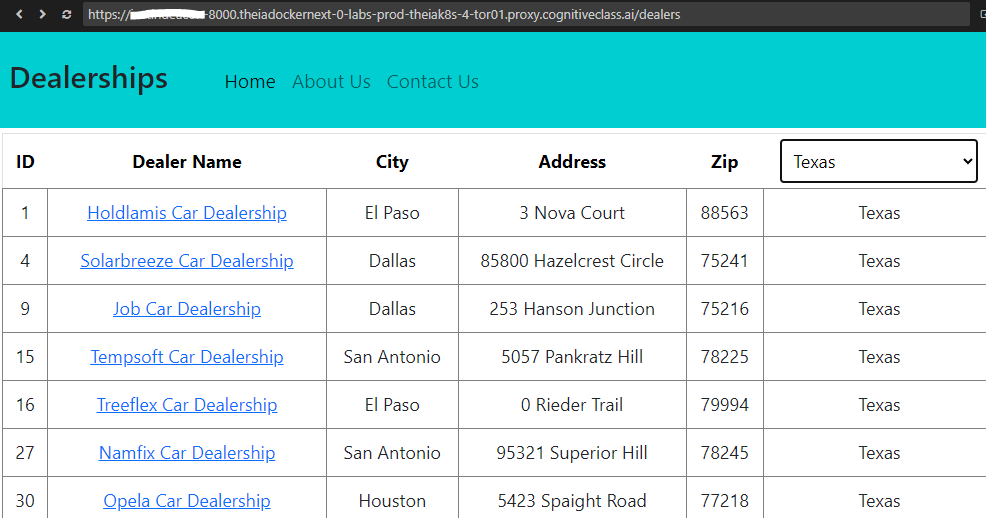 https:// -8000.theiadockernext-0-labs-prod-theiak8s-4-tor01.proxy.cognitiveclass.ai/dealers
Dealerships Home About Us Contact Us
ID Dealer Name City Address Zip Texas
1 Holdlamis Car Dealership El Paso 3 Nova Court 88563 Texas
4 Solarbreeze Car Dealership Dallas 85800 Hazelcrest Circle 75241 Texas
9 Job Car Dealership Dallas 253 Hanson Junction 75216 Texas
15 Tempsoft Car Dealership San Antonio 5057 Pankratz Hill 78225 Texas
16 Treeflex Car Dealership El Paso 0 Rieder Trail 79994 Texas
27 Namfix Car Dealership San Antonio 95321 Superior Hill 78245 Texas
30 Opela Car Dealership Houston 5423 Spaight Road 77218 Texas